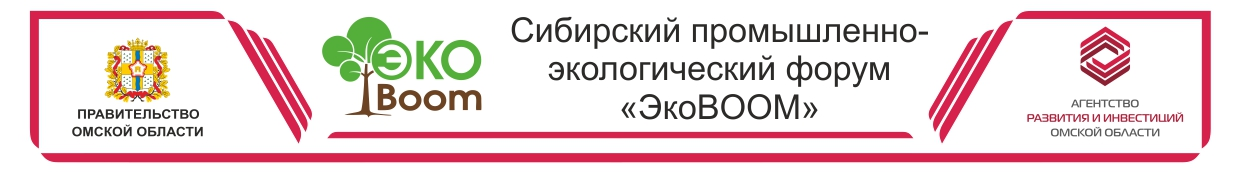 ПРАВИТЕЛЬСТВО
ОМСКОЙ ОБЛАСТИ
ЭКО
Boom
Сибирский промышленно-
экологический форум
«ЭкоBOOM»
АГЕНТСТВО
РАЗВИТИЯ И ИНВЕСТИЦИЙ
ОМСКОЙ ОБЛАСТИ